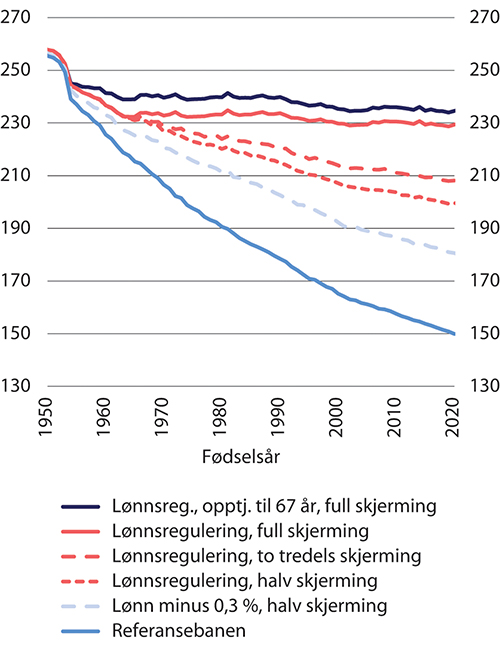 270 270
250 250
230 230
210 210
190 190
170 170
150 150
130 130
1950 1960 1970 1980 1990 2000 2010 2020
Fødselsår
Lønnsreg., opptj. til 67 år, full skjerming
Lønnsregulering, full skjerming
Lønnsregulering, to tredels skjerming
Lønnsregulering, halv skjerming
Lønn minus 0,3 %, halv skjerming
Referansebanen